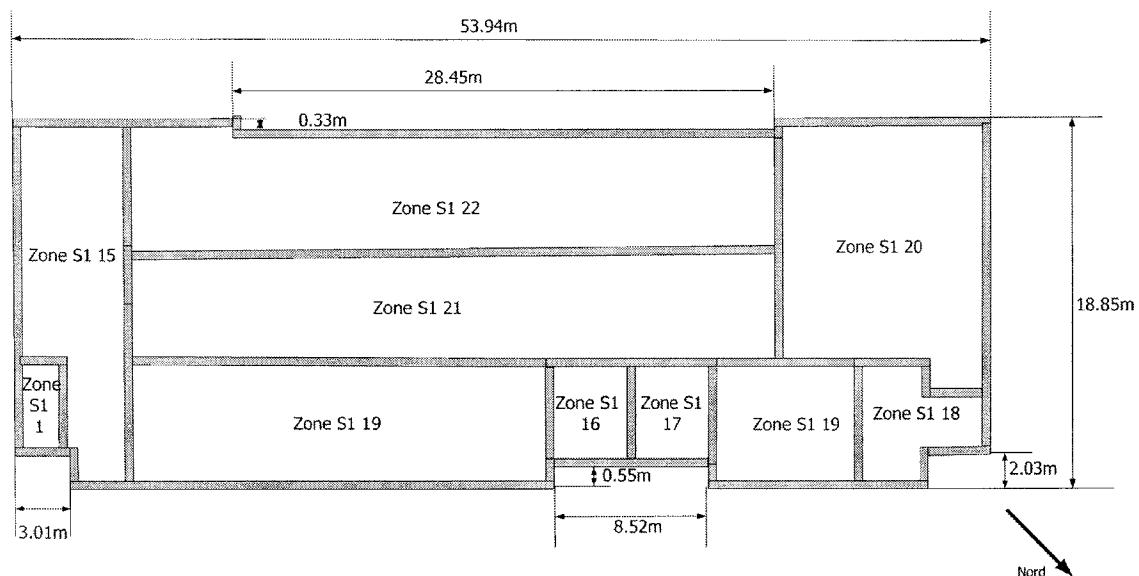 53.94m
28.45m
0.33m
Zone S1 22
Zone S1 15
Zone S1 20
18.85m
Zone S1 21
Zone
S1
1
Zone S1
16
Zone S1
17
Zone S1 18
Zone S1 19
Zone S1 19
0.55m
2.03m
3.01m
8.52m
Nord